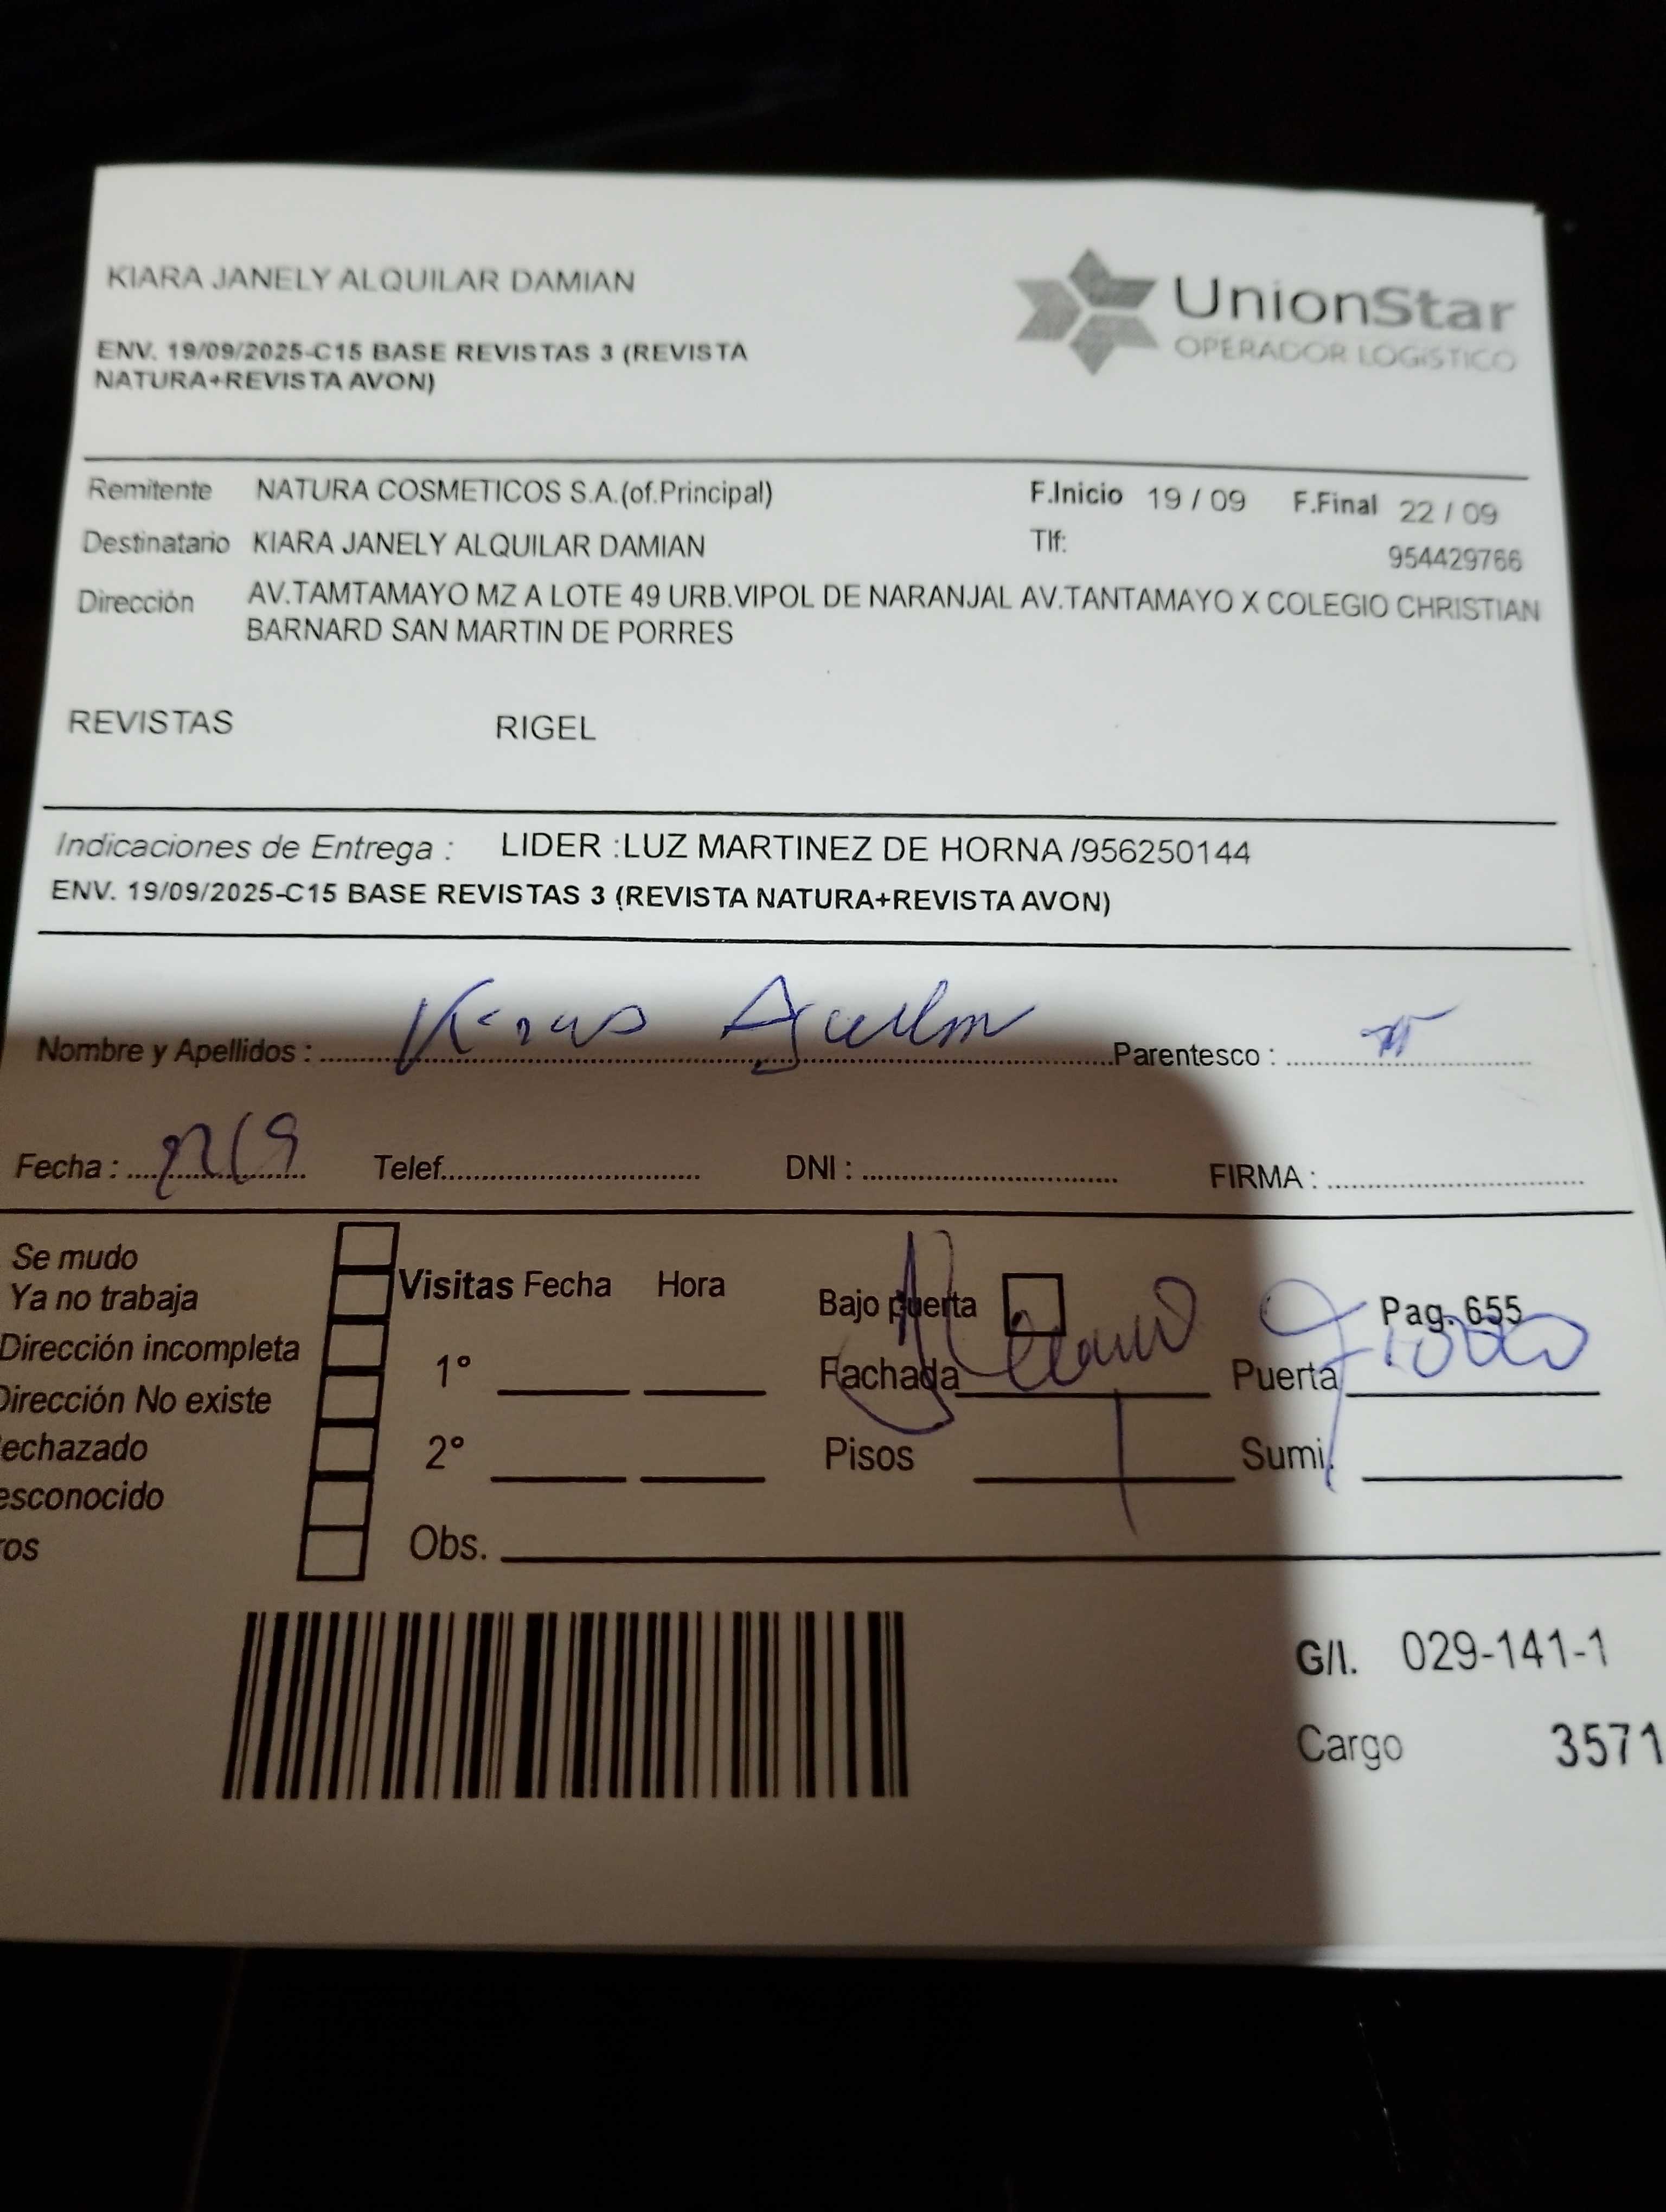 KIARA JANELY ALQUILAR DAMIAN
UnionStar
OPERADOR LOGÍSTICO
ENV. 19/09/2025-C15 BASE REVISTAS 3 (REVISTA
NATURA+REVISTA AVON)
Remitente NATURA COSMETICOS S.A.(of.Principal) F.Inicio 19 / 09 F.Final 22 / 09
Destinatario KIARA JANELY ALQUILAR DAMIAN Tlf: 954429766
Dirección AV.TAMTAMAYO MZ A LOTE 49 URB.VIPOL DE NARANJAL AV.TANTAMAYO X COLEGIO CHRISTIAN
BARNARD SAN MARTIN DE PORRES
REVISTAS RIGEL
Indicaciones de Entrega : LIDER :LUZ MARTINEZ DE HORNA /956250144
ENV. 19/09/2025-C15 BASE REVISTAS 3 (REVISTA NATURA+REVISTA AVON)
Nombre y Apellidos : Parentesco :
Fecha : Telef. DNI : FIRMA :
Se mudo
Ya no trabaja
Dirección incompleta
Dirección No existe
echazado
esconocido
ros
Visitas Fecha Hora
1°
2°
Obs.
Bajo puerta Pag. 655
Fachada Puerta
Pisos Sumi.
G/I. 029-141-1
Cargo 3571